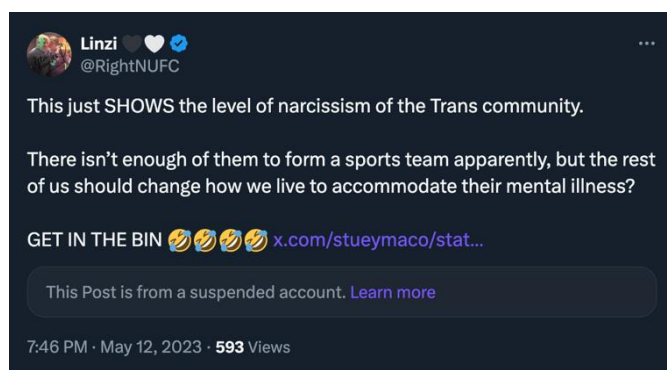 Linzi 🖤🤍
@RightNUFC
This just SHOWS the level of narcissism of the Trans community.
There isn’t enough of them to form a sports team apparently, but the rest
of us should change how we live to accommodate their mental illness?
GET IN THE BIN 🤣🤣🤣🤣 x.com/stueymaco/stat...
This Post is from a suspended account. Learn more
7:46 PM · May 12, 2023 · 593 Views